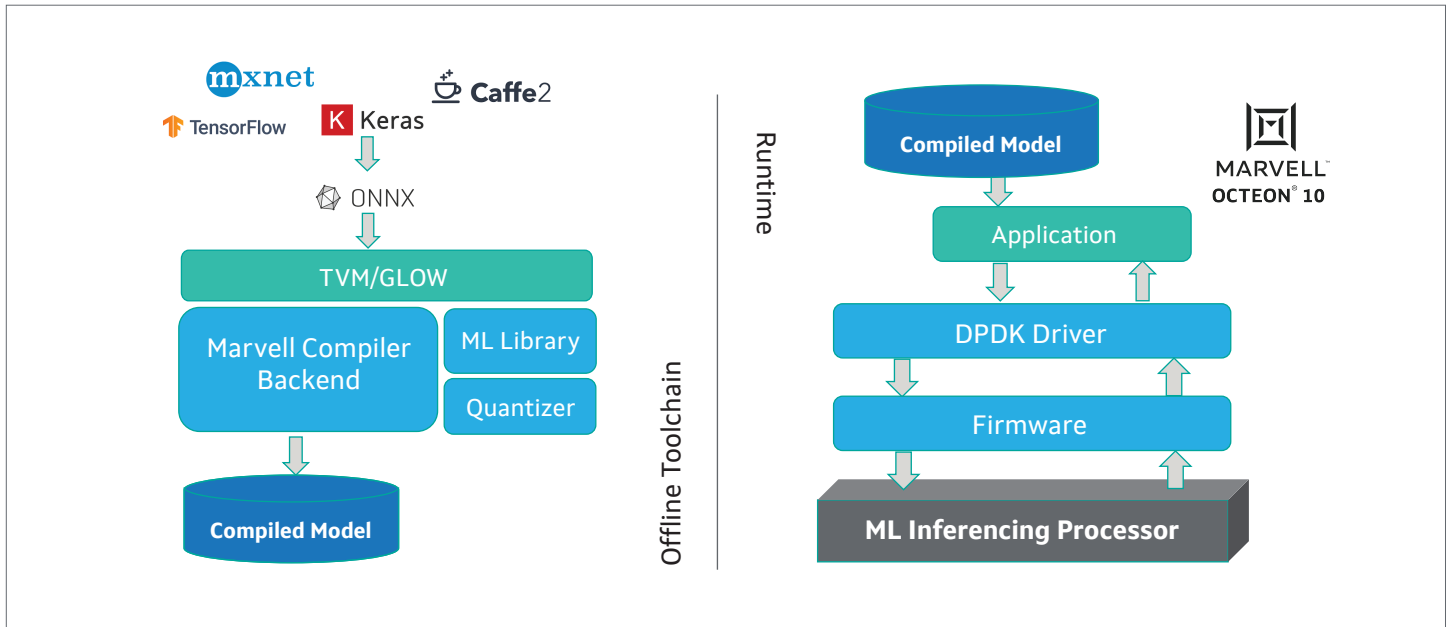 mxnet
Caffe2
TensorFlow
K Keras
ONNX
TVM/GLOW
Marvell Compiler
Backend
ML Library
Quantizer
Compiled Model
Offline Toolchain
Runtime
Compiled Model
MARVELL™
OCTEON® 10
Application
DPDK Driver
Firmware
ML Inferencing Processor